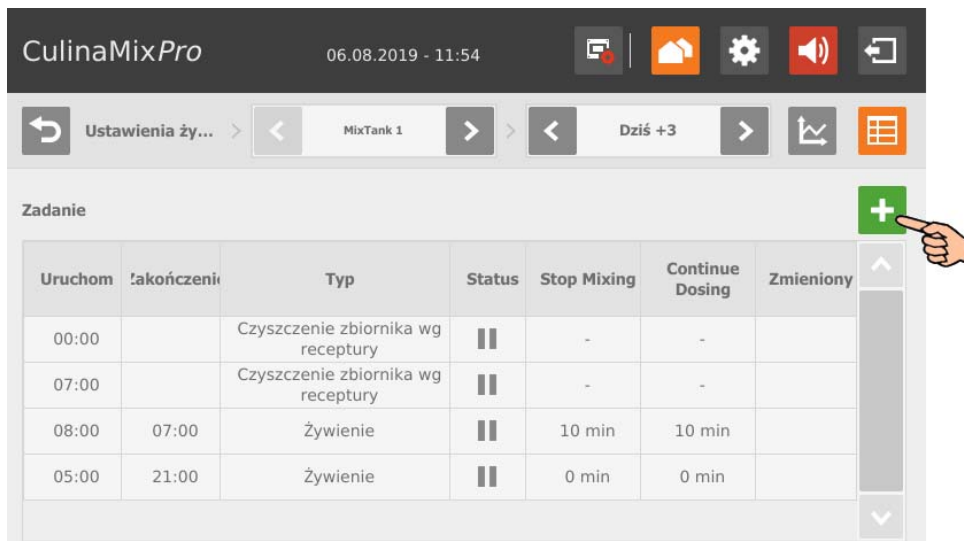 CulinaMixPro
06.08.2019 - 11:54
Ustawienia ży...
MixTank 1
Dziś +3
Zadanie
Uruchom Zakończenie Typ Status Stop Mixing Continue Dosing Zmieniony
00:00 Czyszczenie zbiornika wg receptury - -
07:00 Czyszczenie zbiornika wg receptury - -
08:00 07:00 Żywienie 10 min 10 min
05:00 21:00 Żywienie 0 min 0 min